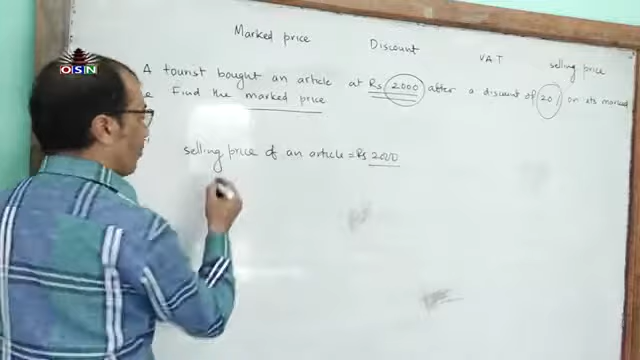 Marked price Discount VAT selling price
OSN
A tourist bought an article at Rs 2000 after a discount of 20% on its marked
e Find the marked price
selling price of an article = Rs 2000